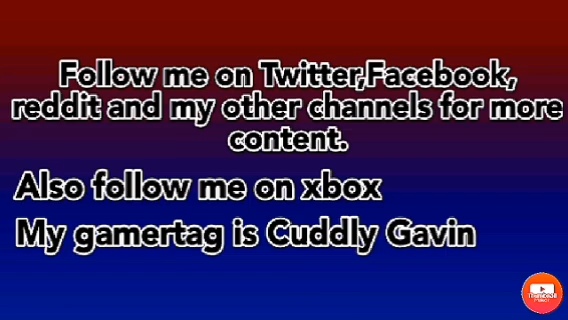 Follow me on Twitter,Facebook,
reddit and my other channels for more
content.
Also follow me on xbox
My gamertag is Cuddly Gavin